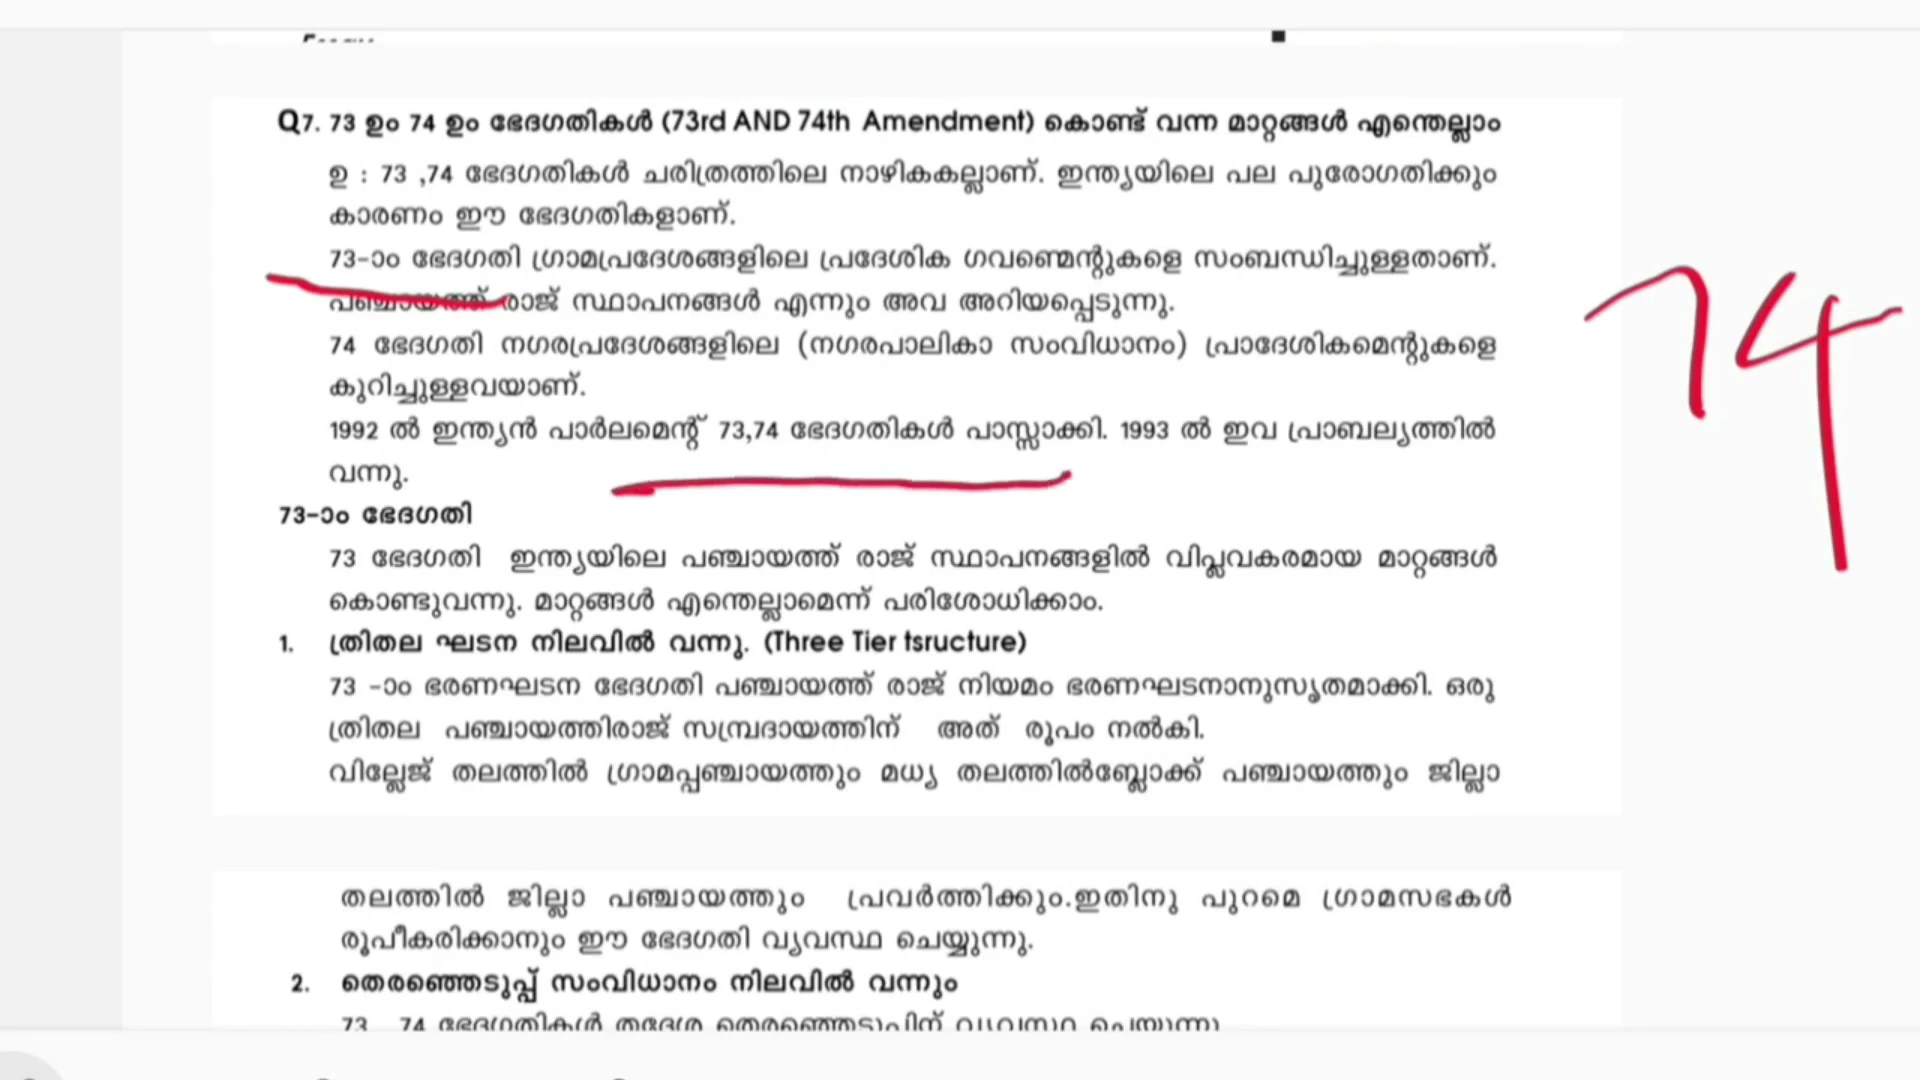 Q7. 73 ഉം 74 ഉം ഭേദഗതികൾ (73rd AND 74th Amendment) കൊണ്ട് വന്ന മാറ്റങ്ങൾ എന്തെല്ലാം
ഉ : 73 ,74 ഭേദഗതികൾ ചരിത്രത്തിലെ നാഴികകല്ലാണ്. ഇന്ത്യയിലെ പല പുരോഗതിക്കും
കാരണം ഈ ഭേദഗതികളാണ്.
73-ാം ഭേദഗതി ഗ്രാമപ്രദേശങ്ങളിലെ പ്രദേശിക ഗവണ്മെന്റുകളെ സംബന്ധിച്ചുള്ളതാണ്.
പഞ്ചായത്ത് രാജ് സ്ഥാപനങ്ങൾ എന്നും അവ അറിയപ്പെടുന്നു.
74 ഭേദഗതി നഗരപ്രദേശങ്ങളിലെ (നഗരപാലികാ സംവിധാനം) പ്രാദേശികമെന്റുകളെ
കുറിച്ചുള്ളവയാണ്.
1992 ൽ ഇന്ത്യൻ പാർലമെന്റ് 73,74 ഭേദഗതികൾ പാസ്സാക്കി. 1993 ൽ ഇവ പ്രാബല്യത്തിൽ
വന്നു.
74
73-ാം ഭേദഗതി
73 ഭേദഗതി ഇന്ത്യയിലെ പഞ്ചായത്ത് രാജ് സ്ഥാപനങ്ങളിൽ വിപ്ലവകരമായ മാറ്റങ്ങൾ
കൊണ്ടുവന്നു. മാറ്റങ്ങൾ എന്തെല്ലാമെന്ന് പരിശോധിക്കാം.
1. ത്രിതല ഘടന നിലവിൽ വന്നു. (Three Tier tsructure)
73 -ാം ഭരണഘടന ഭേദഗതി പഞ്ചായത്ത് രാജ് നിയമം ഭരണഘടനാനുസൃതമാക്കി. ഒരു
ത്രിതല പഞ്ചായത്തിരാജ് സമ്പ്രദായത്തിന് അത് രൂപം നൽകി.
വില്ലേജ് തലത്തിൽ ഗ്രാമപ്പഞ്ചായത്തും മധ്യ തലത്തിൽബ്ലോക്ക് പഞ്ചായത്തും ജില്ലാ
തലത്തിൽ ജില്ലാ പഞ്ചായത്തും പ്രവർത്തിക്കും.ഇതിനു പുറമെ ഗ്രാമസഭകൾ
രൂപീകരിക്കാനും ഈ ഭേദഗതി വ്യവസ്ഥ ചെയ്യുന്നു.
2. തെരഞ്ഞെടുപ്പ് സംവിധാനം നിലവിൽ വന്നും
73 74 ഭേദഗതികൾ തദ്ദേശ തെരഞ്ഞെടുപ്പിന് വ്യവസ്ഥ ചെയ്യുന്നു